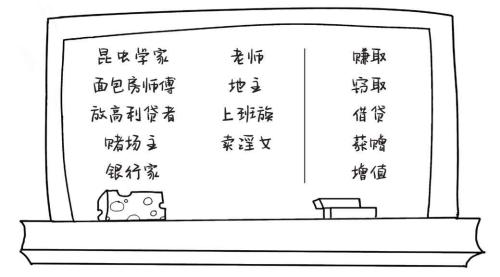 昆虫学家 老师 赚取
面包房师傅 地主 窃取
放高利贷者 上班族 借贷
赌场主 卖淫女 获赠
银行家 增值